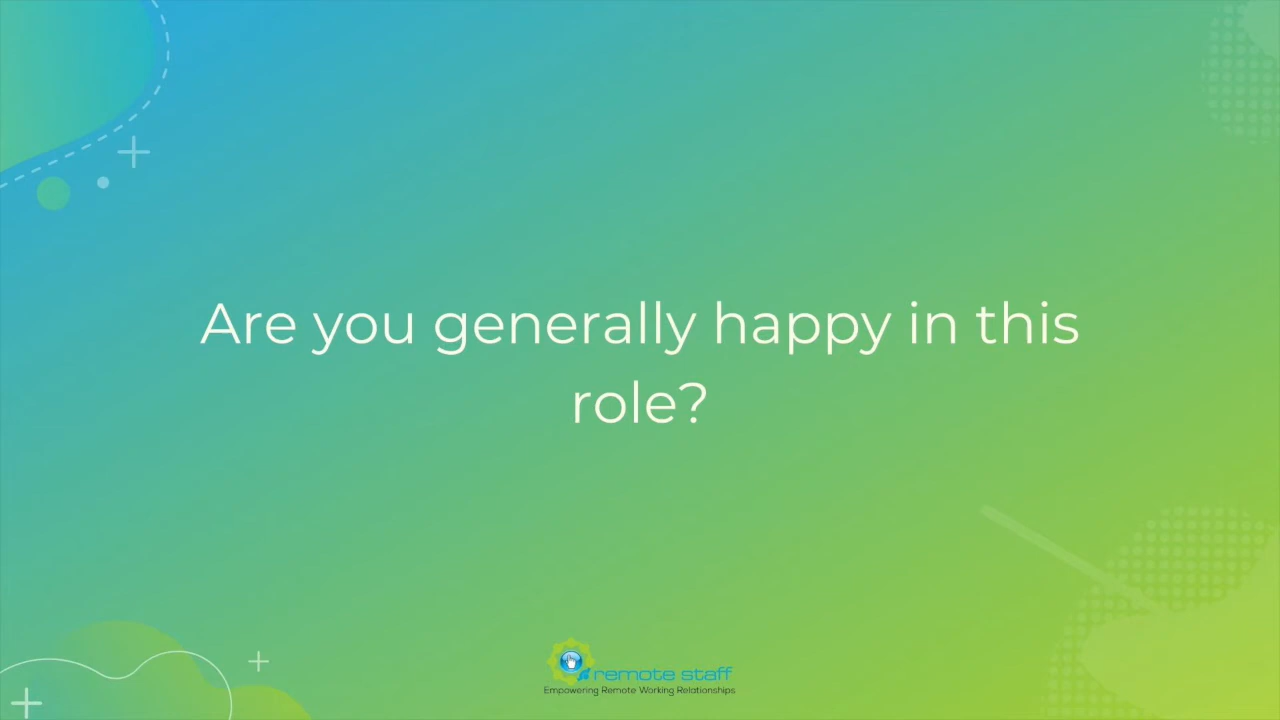 Are you generally happy in this
role?
remote staff
Empowering Remote Working Relationships